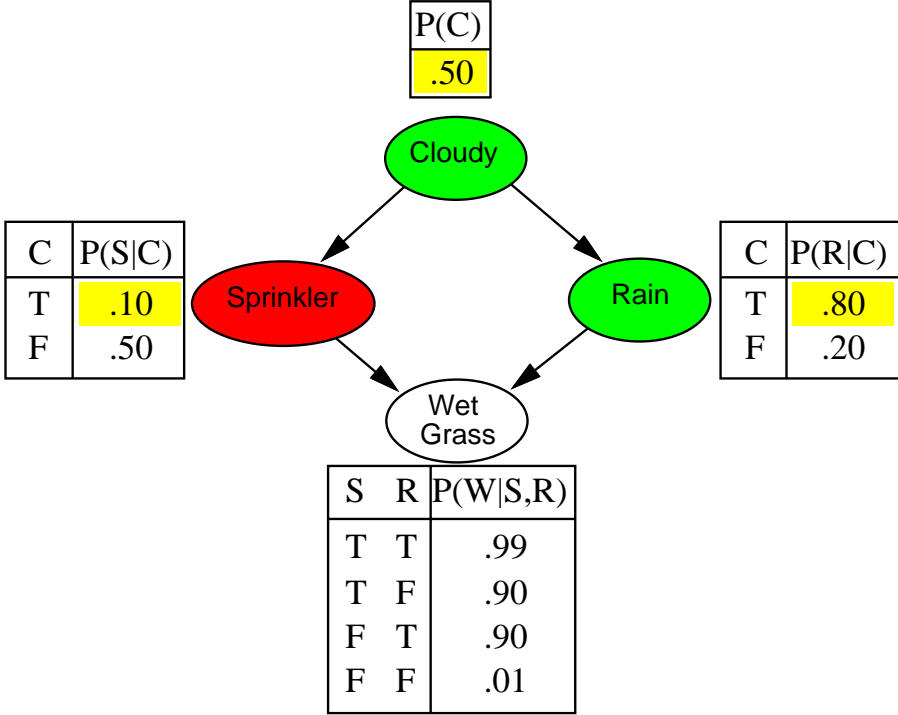 P(C)
.50
Cloudy
C P(S|C)
T .10
F .50
Sprinkler
Rain
C P(R|C)
T .80
F .20
Wet
Grass
S R P(W|S,R)
T T .99
T F .90
F T .90
F F .01